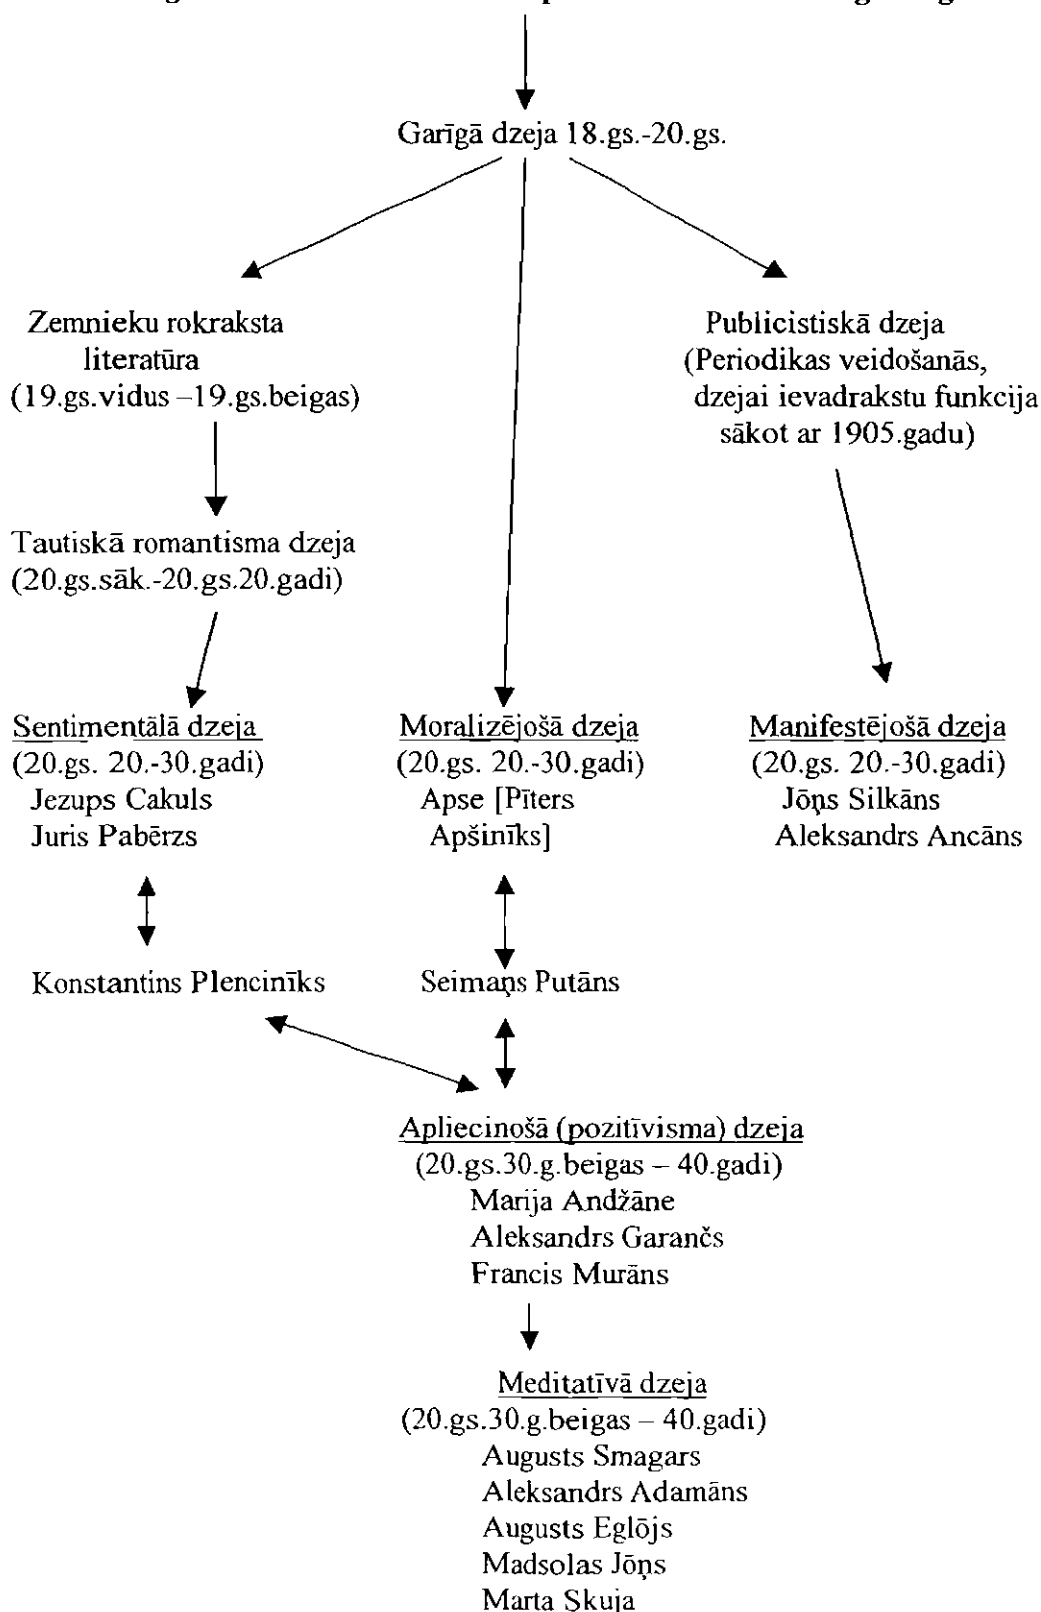 Garīgā dzeja 18.gs.-20.gs.
Zemnieku rokraksta
literatūra
(19.gs.vidus –19.gs.beigas)
Publicistiskā dzeja
(Periodikas veidošanās,
dzejai ievadrakstu funkcija
sākot ar 1905.gadu)
Tautiskā romantisma dzeja
(20.gs.sāk.-20.gs.20.gadi)
Sentimentālā dzeja
(20.gs. 20.-30.gadi)
Jezups Cakuls
Juris Pabērzs
Moralizējošā dzeja
(20.gs. 20.-30.gadi)
Apse [Pīters
Apšinīks]
Manifestējošā dzeja
(20.gs. 20.-30.gadi)
Jōņs Silkāns
Aleksandrs Ancāns
Konstantins Plencinīks
Seimaņs Putāns
Apliecinošā (pozitīvisma) dzeja
(20.gs.30.g.beigas – 40.gadi)
Marija Andžāne
Aleksandrs Garančs
Francis Murāns
Meditatīvā dzeja
(20.gs.30.g.beigas – 40.gadi)
Augusts Smagars
Aleksandrs Adamāns
Augusts Eglōjs
Madsolas Jōņs
Marta Skuja